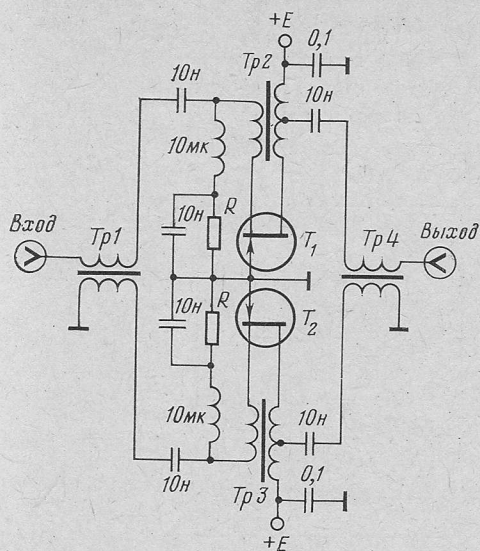 +E
0,1
Тр2
10н
10н
10мк
Вход
10н
R
Т1
Тр1
Тр4
Выход
10н
R
Т2
10мк
10н
10н
Тр3
0,1
+E